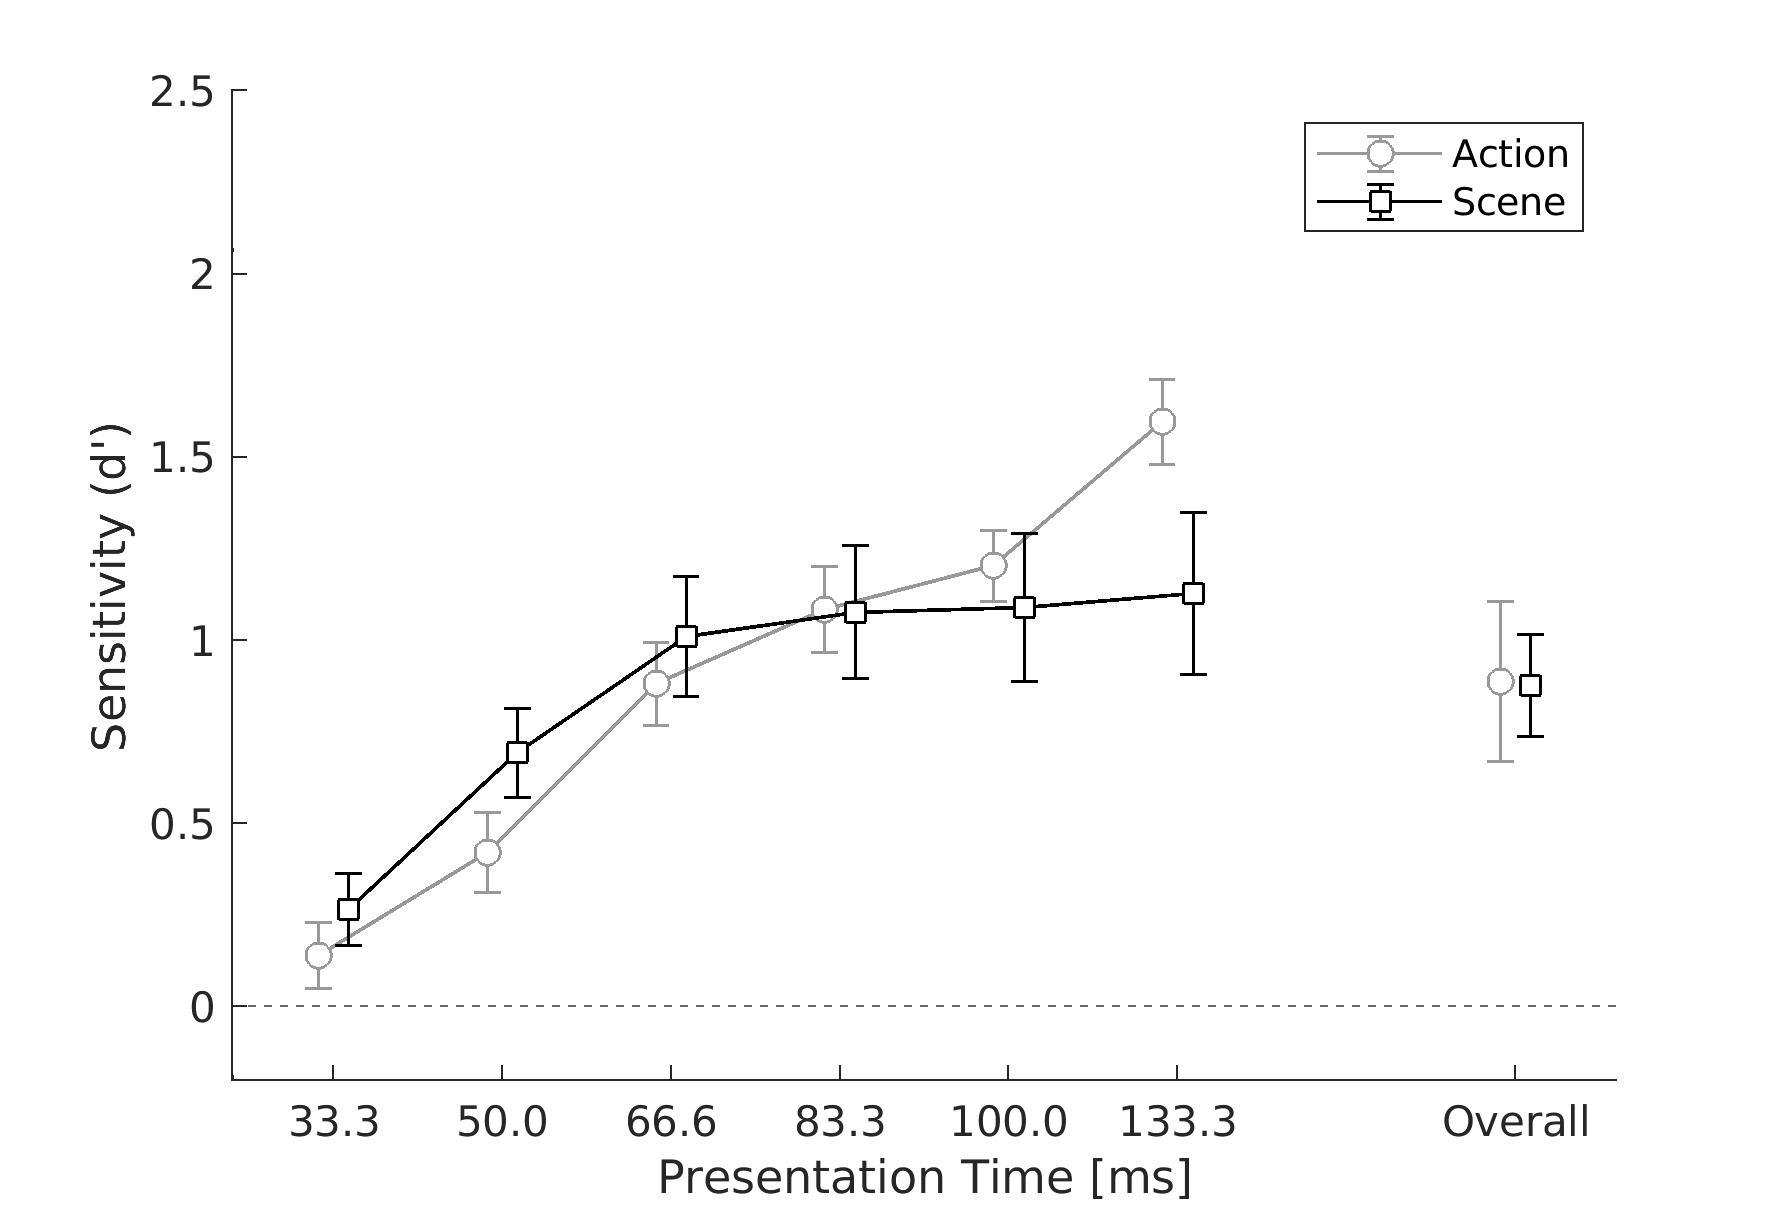 2.5
2
1.5
1
0.5
0
Sensitivity (d')
Action
Scene
33.3 50.0 66.6 83.3 100.0 133.3 Overall
Presentation Time [ms]